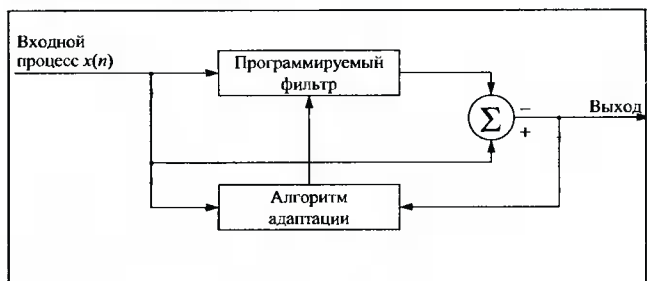 Входной
процесс x(n)
Программируемый
фильтр
Σ
−
+
Выход
Алгоритм
адаптации